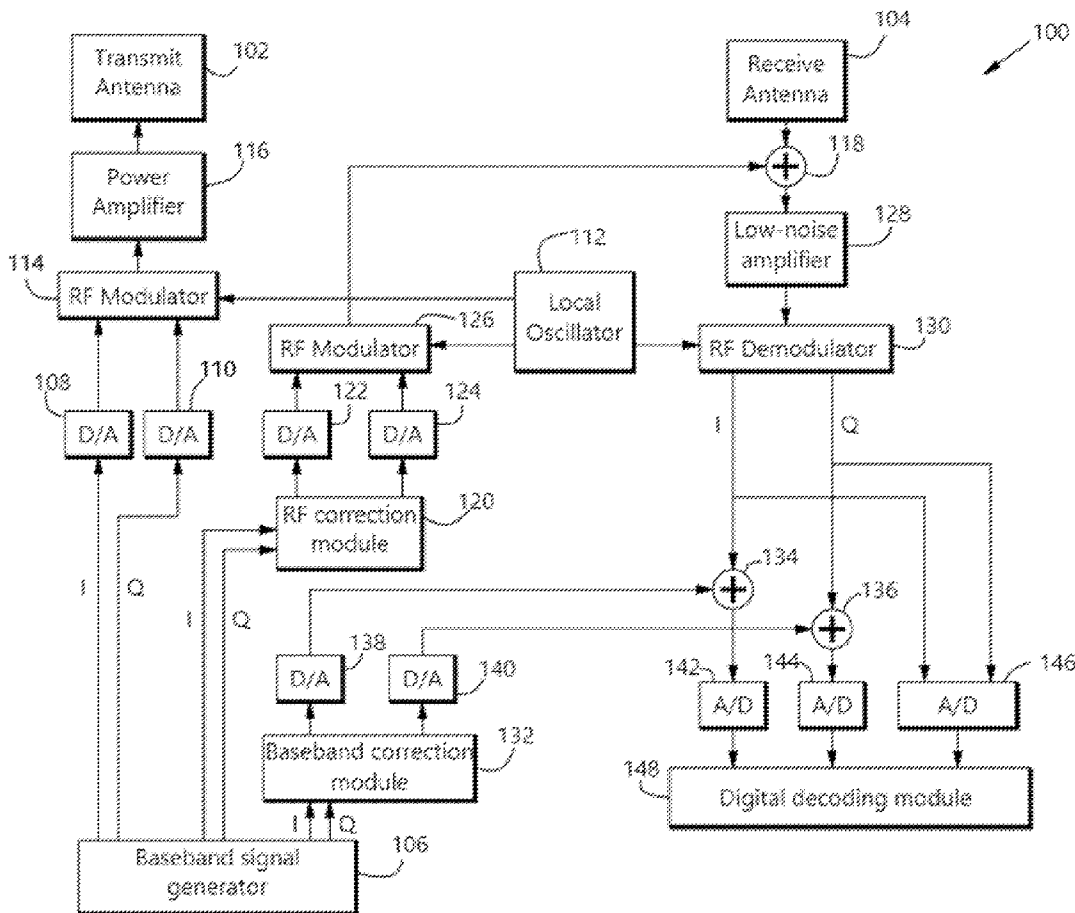 102
104
100
Transmit
Antenna
Receive
Antenna
116
118
Power
Amplifier
112
128
Low-noise
amplifier
114
RF Modulator
Local
Oscillator
126
130
RF Modulator
RF Demodulator
108
110
122
124
D/A
D/A
D/A
D/A
I
Q
RF correction
module
120
134
I
Q
I
Q
136
138
D/A
D/A
140
142
144
146
A/D
A/D
A/D
Baseband correction
module
132
148
Digital decoding module
I
Q
Baseband signal
generator
106